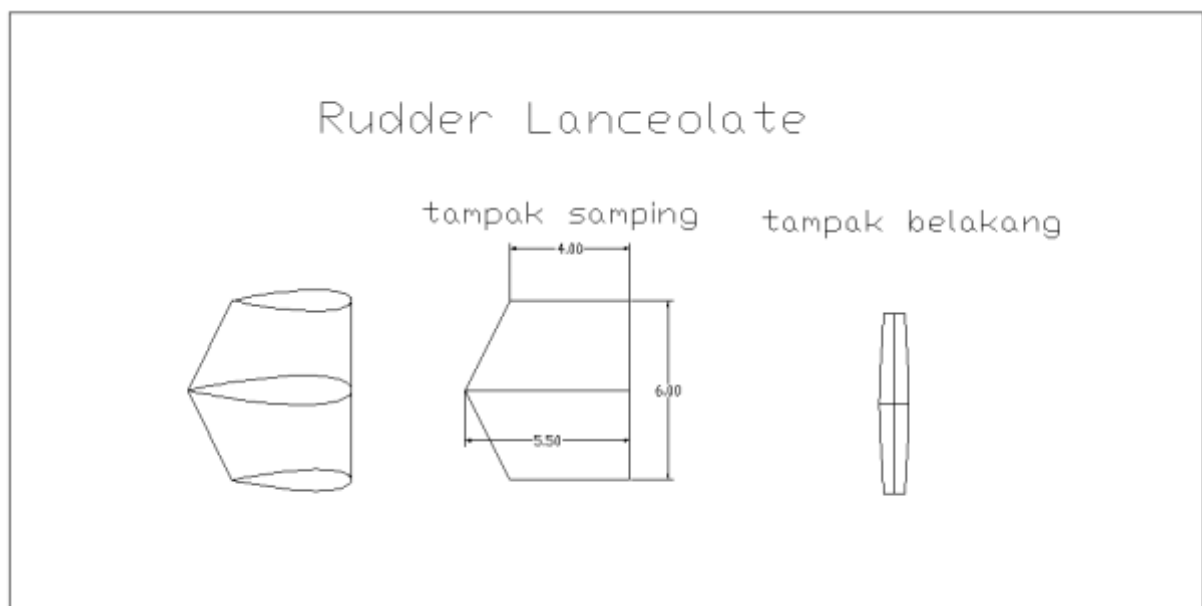 Rudder Lanceolate
tampak samping
tampak belakang
4.00
6.00
5.50